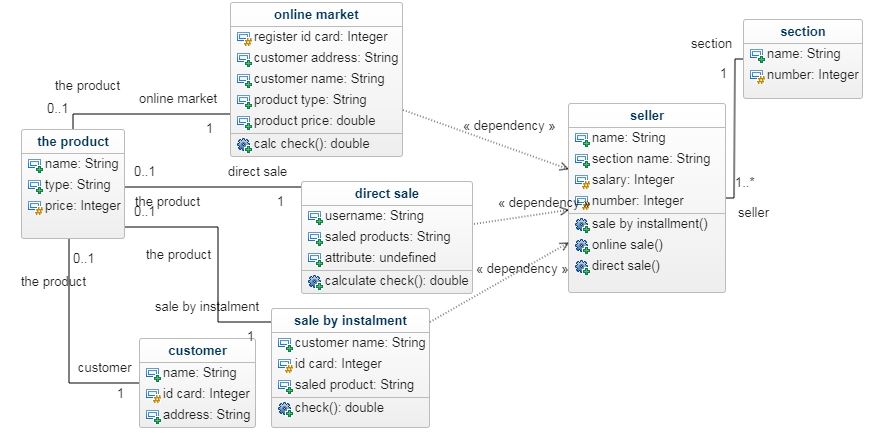 online market
register id card: Integer
customer address: String
customer name: String
product type: String
product price: double
calc check(): double
section
name: String
number: Integer
section
1
the product
0..1
online market
1
« dependency »
seller
name: String
section name: String
salary: Integer
number: Integer
sale by installment()
online sale()
direct sale()
1..*
seller
the product
name: String
type: String
price: Integer
0..1
direct sale
1
the product
0..1
direct sale
username: String
saled products: String
attribute: undefined
calculate check(): double
« dependency »
0..1
the product
the product
« dependency »
sale by instalment
1
sale by instalment
customer name: String
id card: Integer
saled product: String
check(): double
customer
1
customer
name: String
id card: Integer
address: String